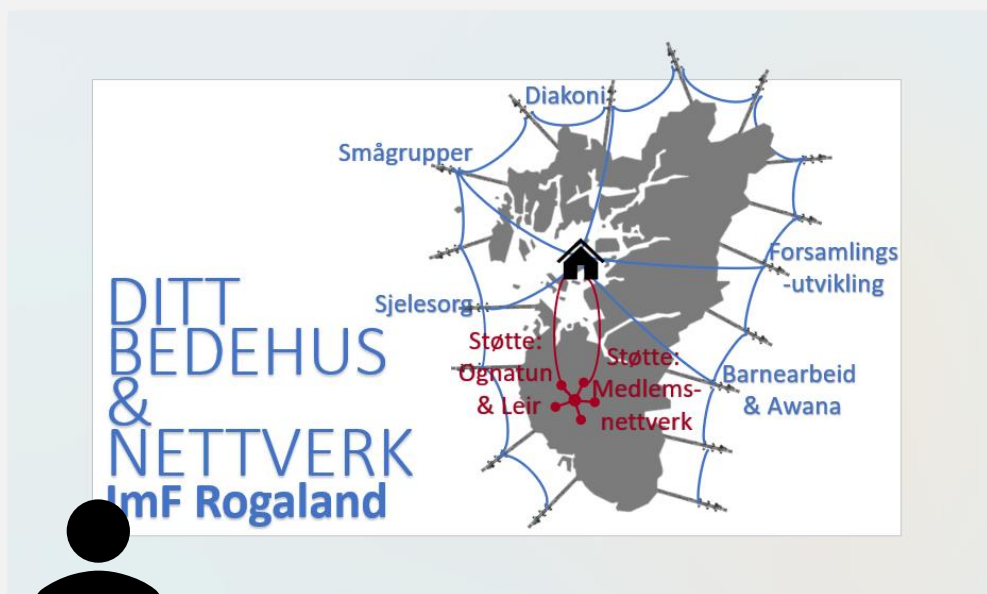 Diakoni
Smågrupper
Forsamlings
-utvikling
Sjelesorg
Støtte:
Ognatun
& Leir
Støtte:
Medlems-
nettverk
Barnearbeid
& Awana
DITT
BEDEHUS
&
NETTVERK
ImF Rogaland